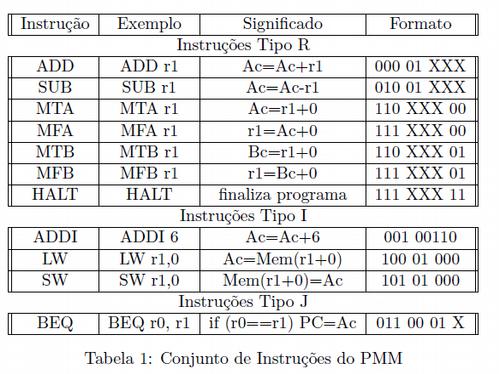 Instrução Exemplo Significado Formato
Instruções Tipo R
ADD ADD r1 Ac=Ac+r1 000 01 XXX
SUB SUB r1 Ac=Ac-r1 010 01 XXX
MTA MTA r1 Ac=r1+0 110 XXX 00
MFA MFA r1 r1=Ac+0 111 XXX 00
MTB MTB r1 Bc=r1+0 110 XXX 01
MFB MFB r1 r1=Bc+0 111 XXX 01
HALT HALT finaliza programa 111 XXX 11
Instruções Tipo I
ADDI ADDI 6 Ac=Ac+6 001 00110
LW LW r1,0 Ac=Mem(r1+0) 100 01 000
SW SW r1,0 Mem(r1+0)=Ac 101 01 000
Instruções Tipo J
BEQ BEQ r0, r1 if (r0==r1) PC=Ac 011 00 01 X
Tabela 1: Conjunto de Instruções do PMM